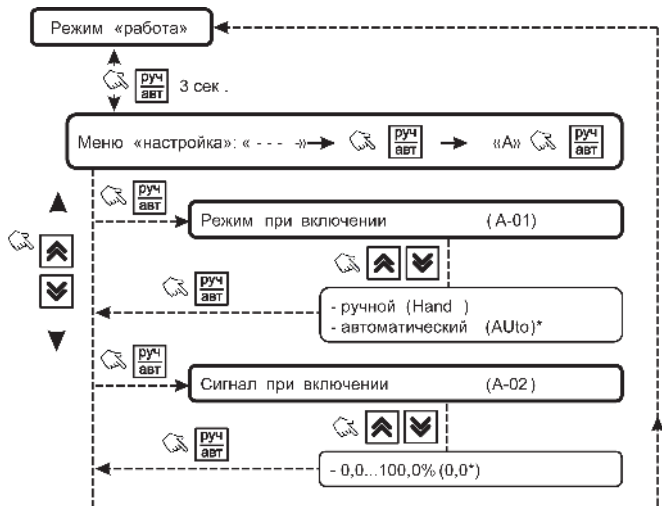 Режим «работа»
руч
авт
3 сек .
Меню «настройка»: « - - - -» руч
авт
«А» руч
авт
руч
авт
Режим при включении (А-01)
руч
авт
- ручной (Hand )
- автоматический (AUto)*
руч
авт
Сигнал при включении (А-02)
руч
авт
- 0,0...100,0% (0,0*)